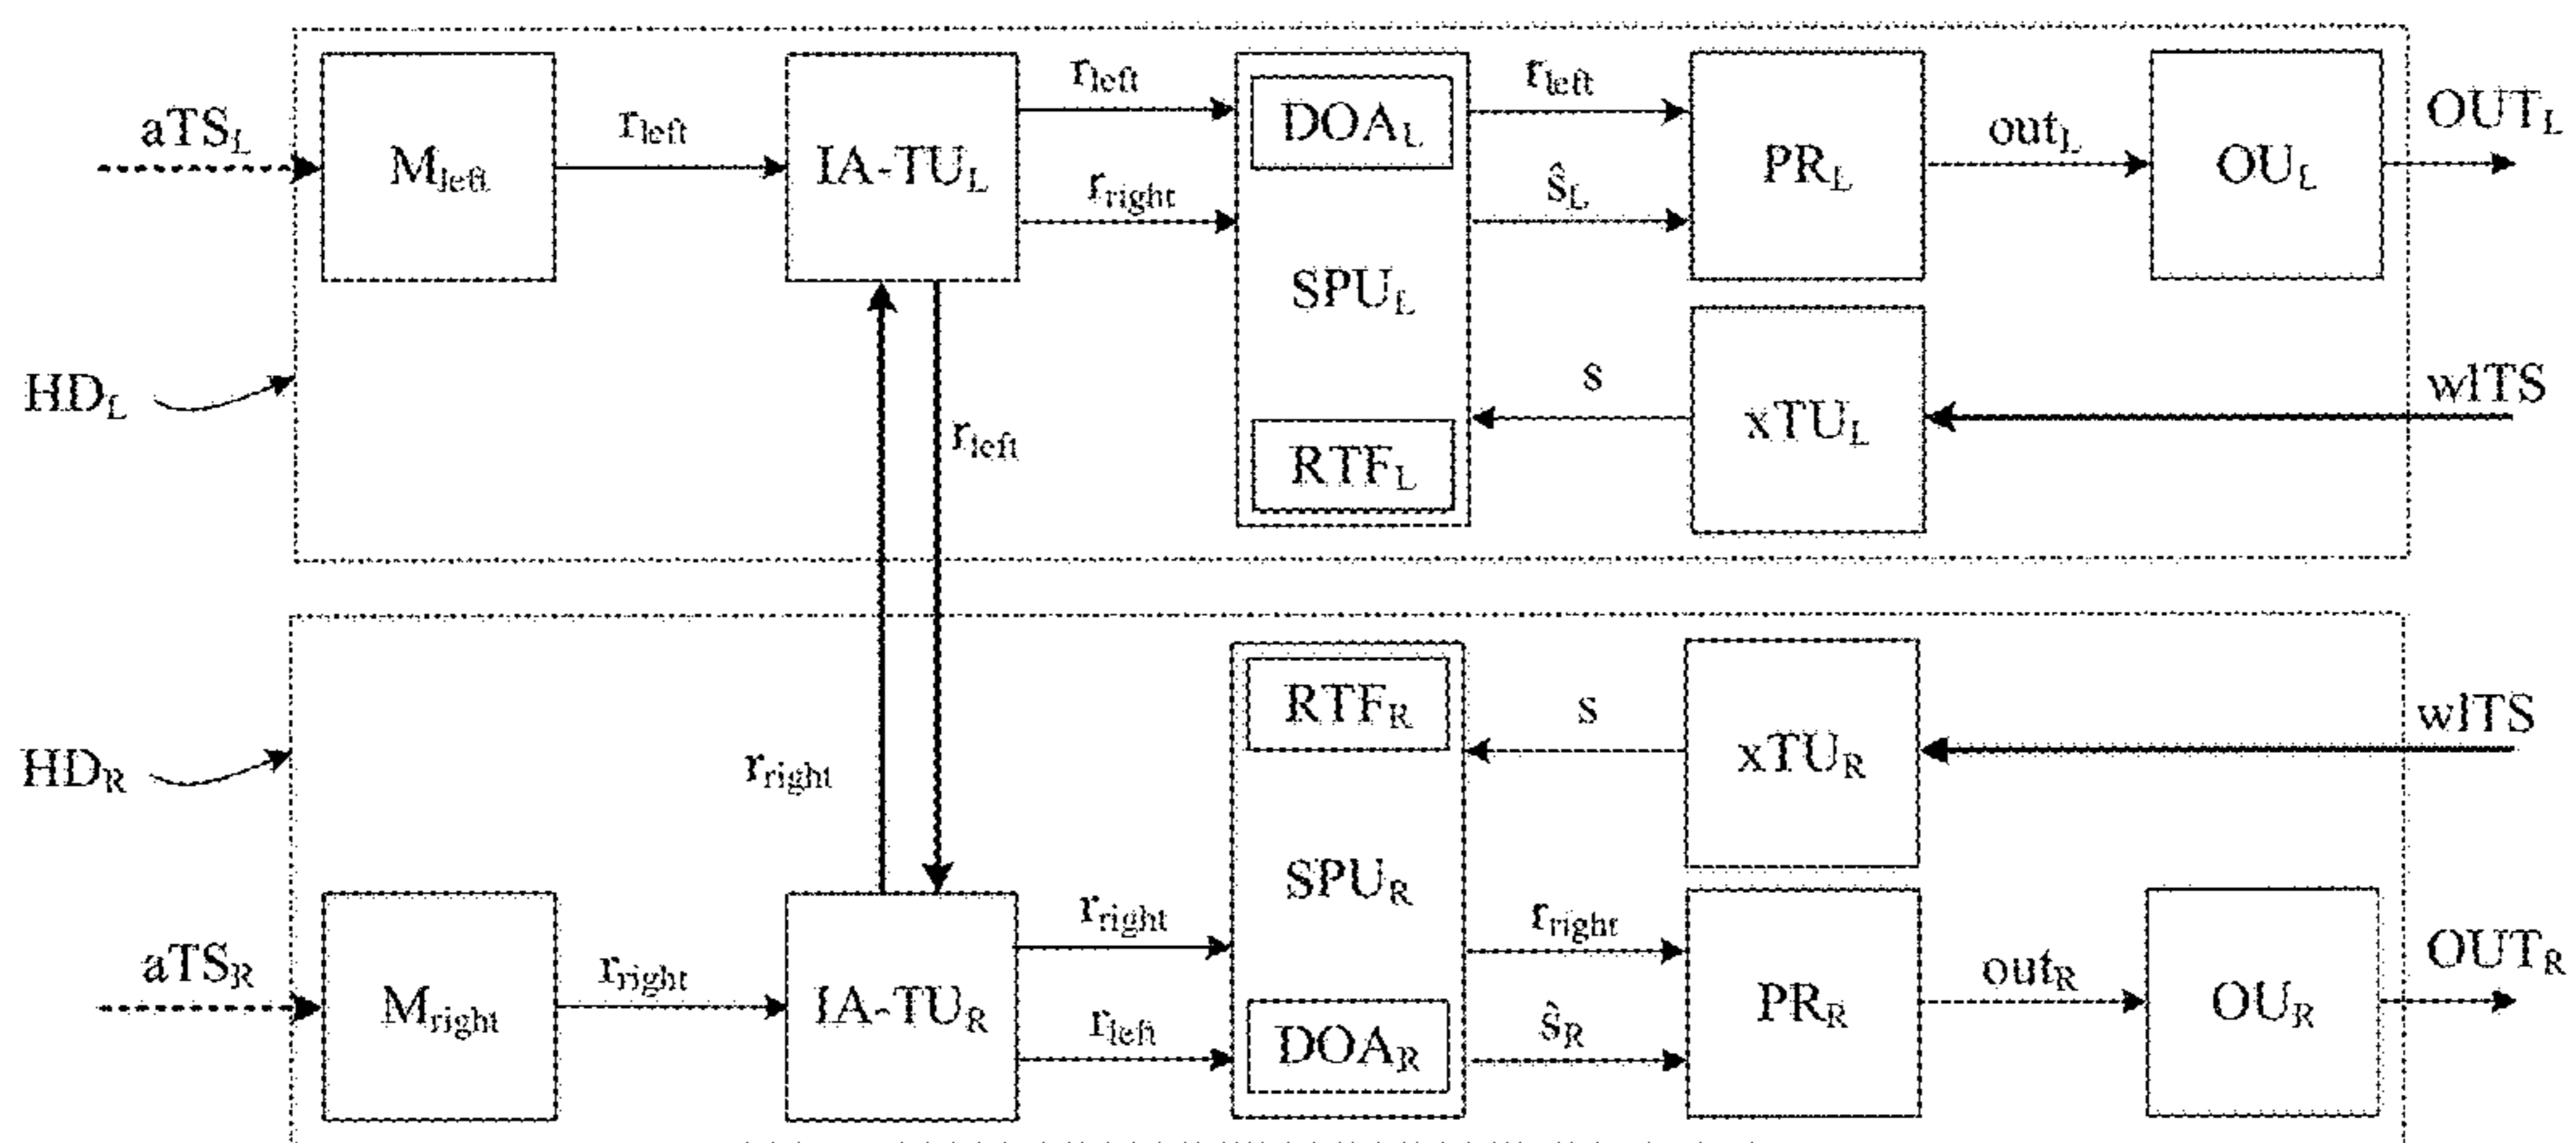 aTS_L
M_left
r_left
IA-TU_L
r_left
r_right
DOA_L
SPU_L
RTF_L
r_left
ŝ_L
PR_L
out_L
OU_L
OUT_L
HD_L
s
xTU_L
wlTS
r_left
r_right
HD_R
RTF_R
SPU_R
DOA_R
s
xTU_R
wlTS
aTS_R
M_right
r_right
IA-TU_R
r_right
r_left
r_right
ŝ_R
PR_R
out_R
OU_R
OUT_R